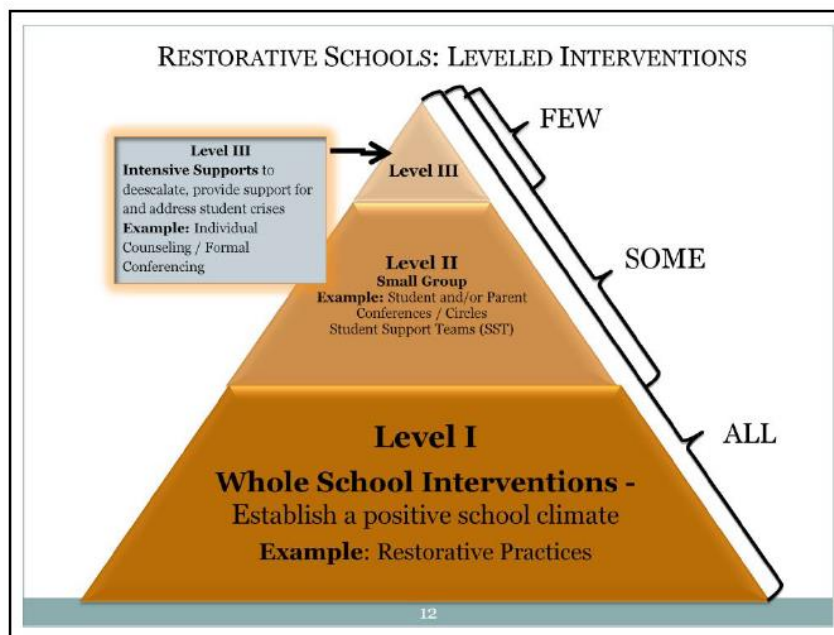 RESTORATIVE SCHOOLS: LEVELED INTERVENTIONS
FEW
Level III
Intensive Supports to
deescalate, provide support for
and address student crises
Example: Individual
Counseling / Formal
Conferencing
Level III
SOME
Level II
Small Group
Example: Student and/or Parent
Conferences / Circles
Student Support Teams (SST)
ALL
Level I
Whole School Interventions -
Establish a positive school climate
Example: Restorative Practices
12